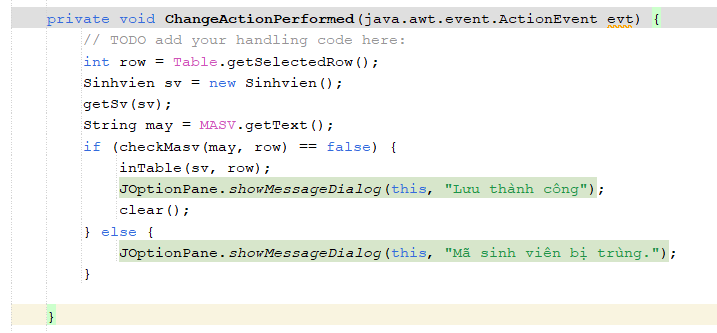 private void ChangeActionPerformed(java.awt.event.ActionEvent evt) {
// TODO add your handling code here:
int row = Table.getSelectedRow();
Sinhvien sv = new Sinhvien();
getSv(sv);
String may = MASV.getText();
if (checkMasv(may, row) == false) {
inTable(sv, row);
JOptionPane.showMessageDialog(this, "Lưu thành công");
clear();
} else {
JOptionPane.showMessageDialog(this, "Mã sinh viên bị trùng.");
}
}